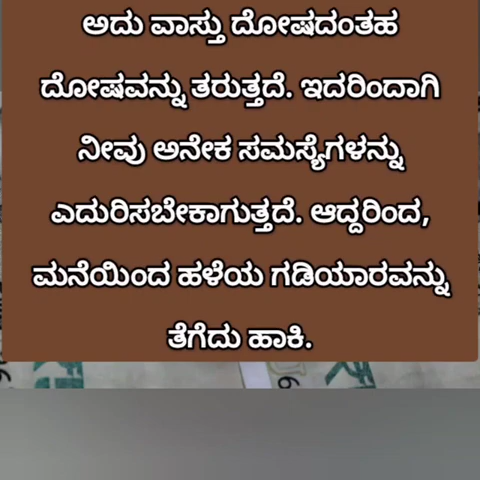 ಅದು ವಾಸ್ತು ದೋಷದಂತಹ
ದೋಷವನ್ನು ತರುತ್ತದೆ. ಇದರಿಂದಾಗಿ
ನೀವು ಅನೇಕ ಸಮಸ್ಯೆಗಳನ್ನು
ಎದುರಿಸಬೇಕಾಗುತ್ತದೆ. ಆದ್ದರಿಂದ,
ಮನೆಯಿಂದ ಹಳೆಯ ಗಡಿಯಾರವನ್ನು
ತೆಗೆದು ಹಾಕಿ.